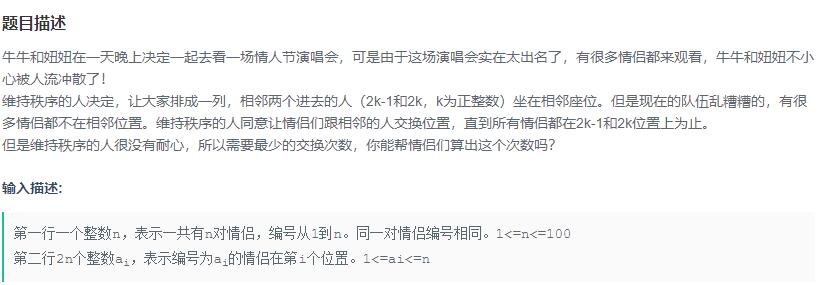 题目描述
牛牛和妞妞在一天晚上决定一起去看一场情人节演唱会，可是由于这场演唱会实在太出名了，有很多情侣都来观看，牛牛和妞妞不小
心被人流冲散了！
维持秩序的人决定，让大家排成一列，相邻两个进去的人（2k-1和2k，k为正整数）坐在相邻座位。但是现在的队伍乱糟糟的，有很
多情侣都不在相邻位置。维持秩序的人同意让情侣们跟相邻的人交换位置，直到所有情侣都在2k-1和2k位置上为止。
但是维持秩序的人很没有耐心，所以需要最少的交换次数，你能帮情侣们算出这个次数吗？
输入描述:
第一行一个整数n，表示一共有n对情侣，编号从1到n。同一对情侣编号相同。1<=n<=100
第二行2n个整数ai，表示编号为ai的情侣在第i个位置。1<=ai<=n